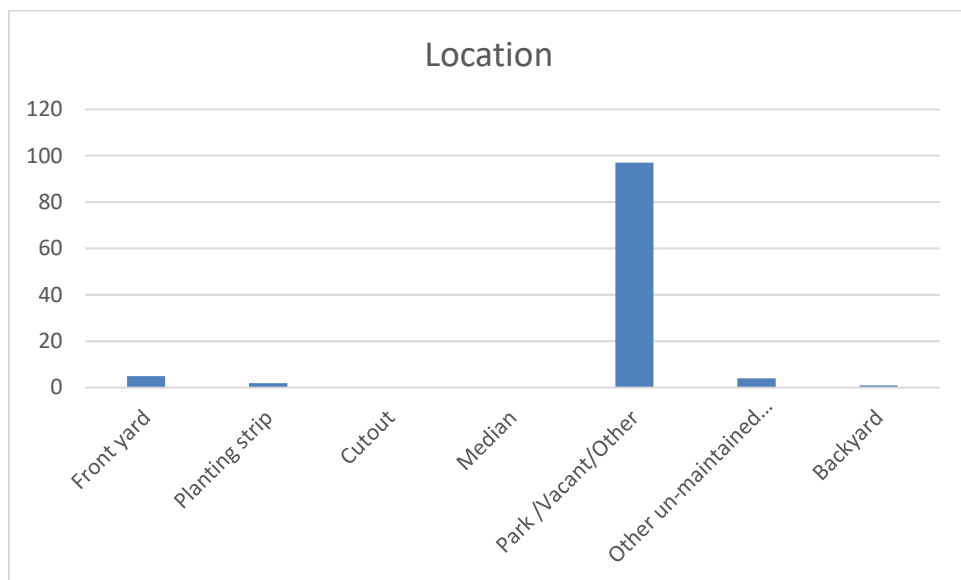 Location
120
100
80
60
40
20
0
Front yard
Planting strip
Cutout
Median
Park /Vacant/Other
Other un-maintained...
Backyard